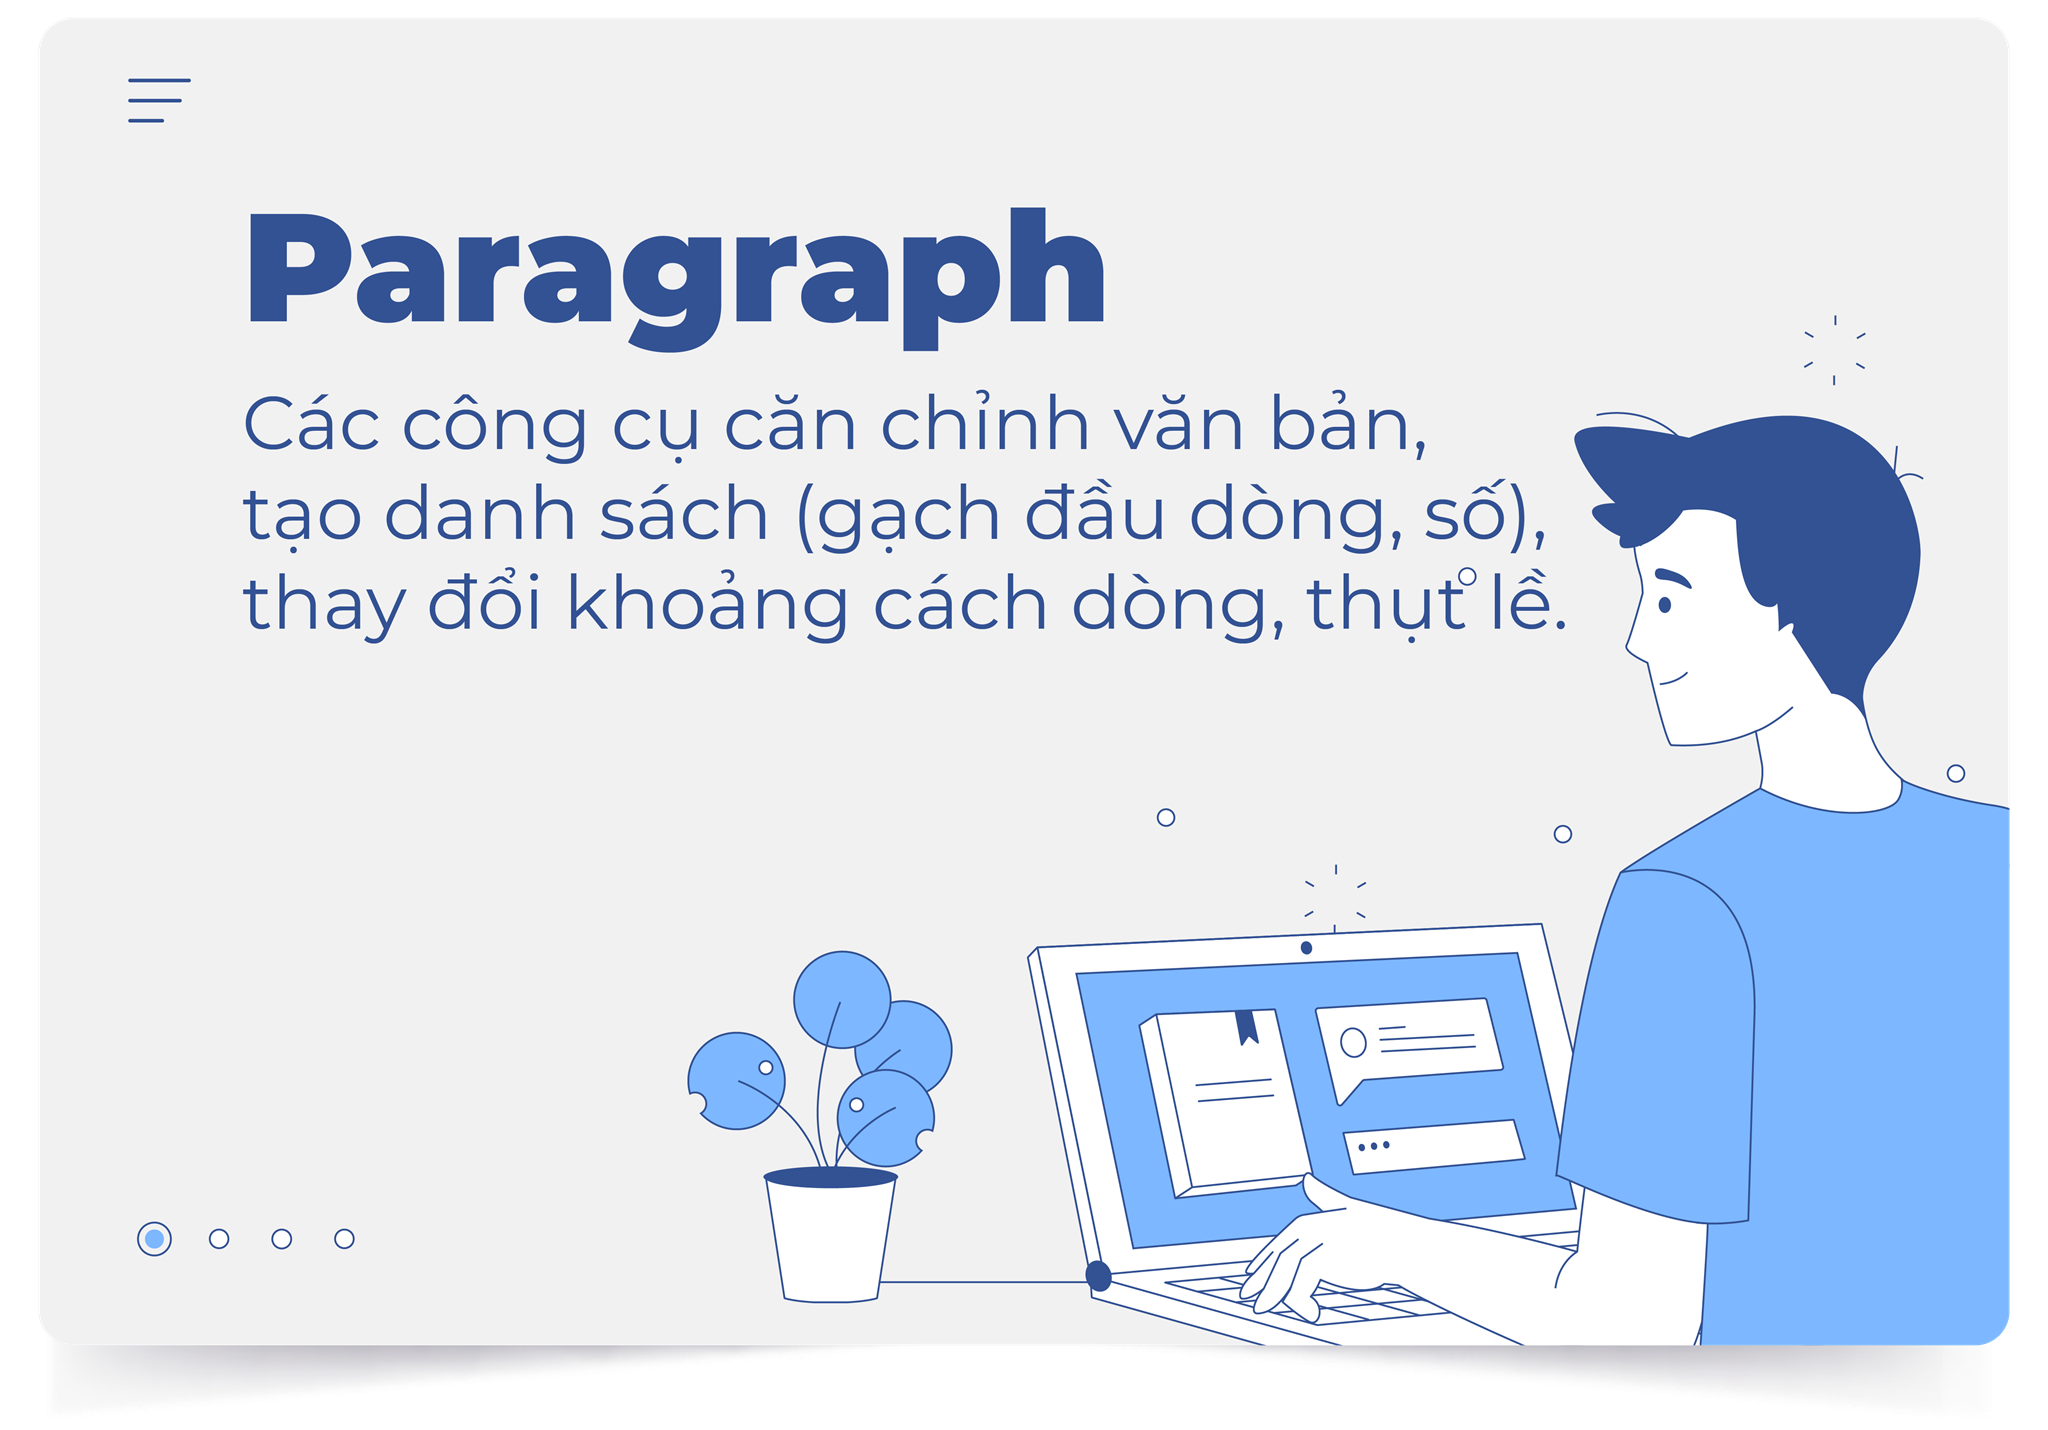 Paragraph
Các công cụ căn chỉnh văn bản,
tạo danh sách (gạch đầu dòng, số),
thay đổi khoảng cách dòng, thụt lề.